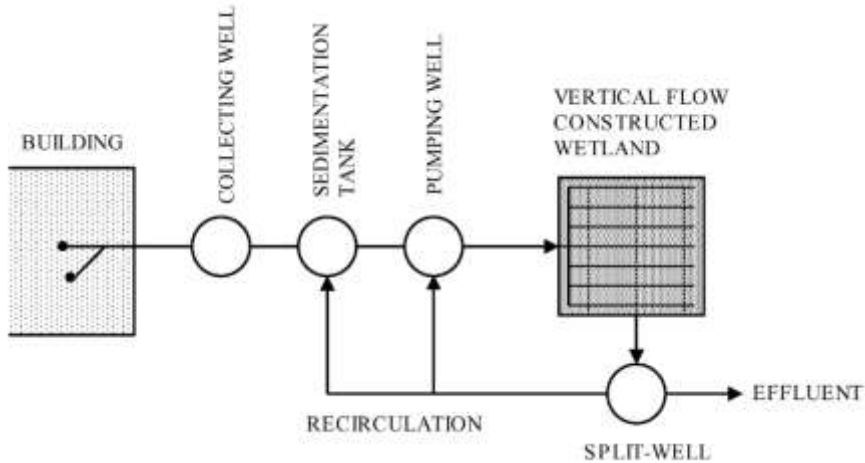 BUILDING
COLLECTING WELL
SEDIMENTATION
TANK
PUMPING WELL
VERTICAL FLOW
CONSTRUCTED
WETLAND
RECIRCULATION
EFFLUENT
SPLIT-WELL